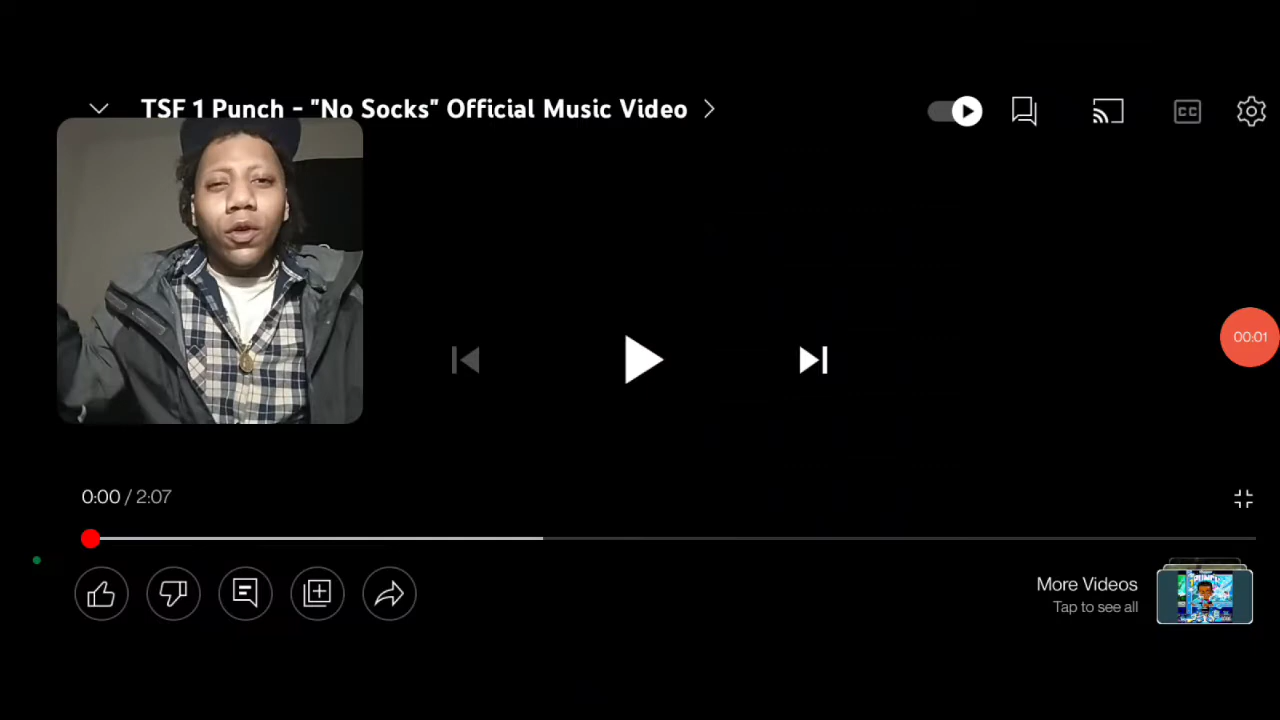 TSF 1 Punch - "No Socks" Official Music Video
CC
00:01
0:00 / 2:07
More Videos
Tap to see all